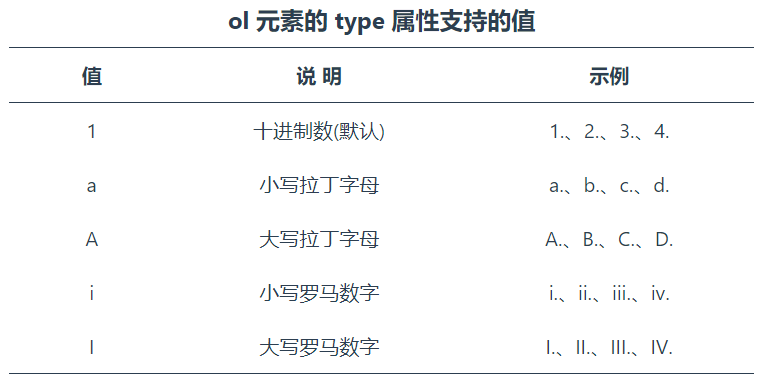 ol 元素的 type 属性支持的值
值 说 明 示例
1 十进制数(默认) 1.、2.、3.、4.
a 小写拉丁字母 a.、b.、c.、d.
A 大写拉丁字母 A.、B.、C.、D.
i 小写罗马数字 i.、ii.、iii.、iv.
I 大写罗马数字 I.、II.、III.、IV.